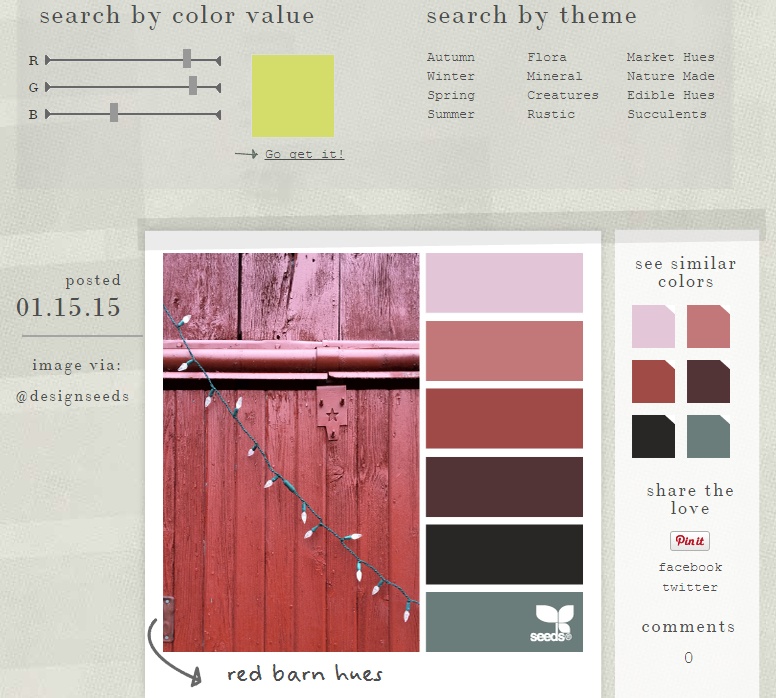 search by color value
R
G
B
Go get it!
search by theme
Autumn Flora Market Hues
Winter Mineral Nature Made
Spring Creatures Edible Hues
Summer Rustic Succulents
posted
01.15.15
image via:
@designseeds
seeds®
red barn hues
see similar
colors
share the
love
Pin it
facebook
twitter
comments
0